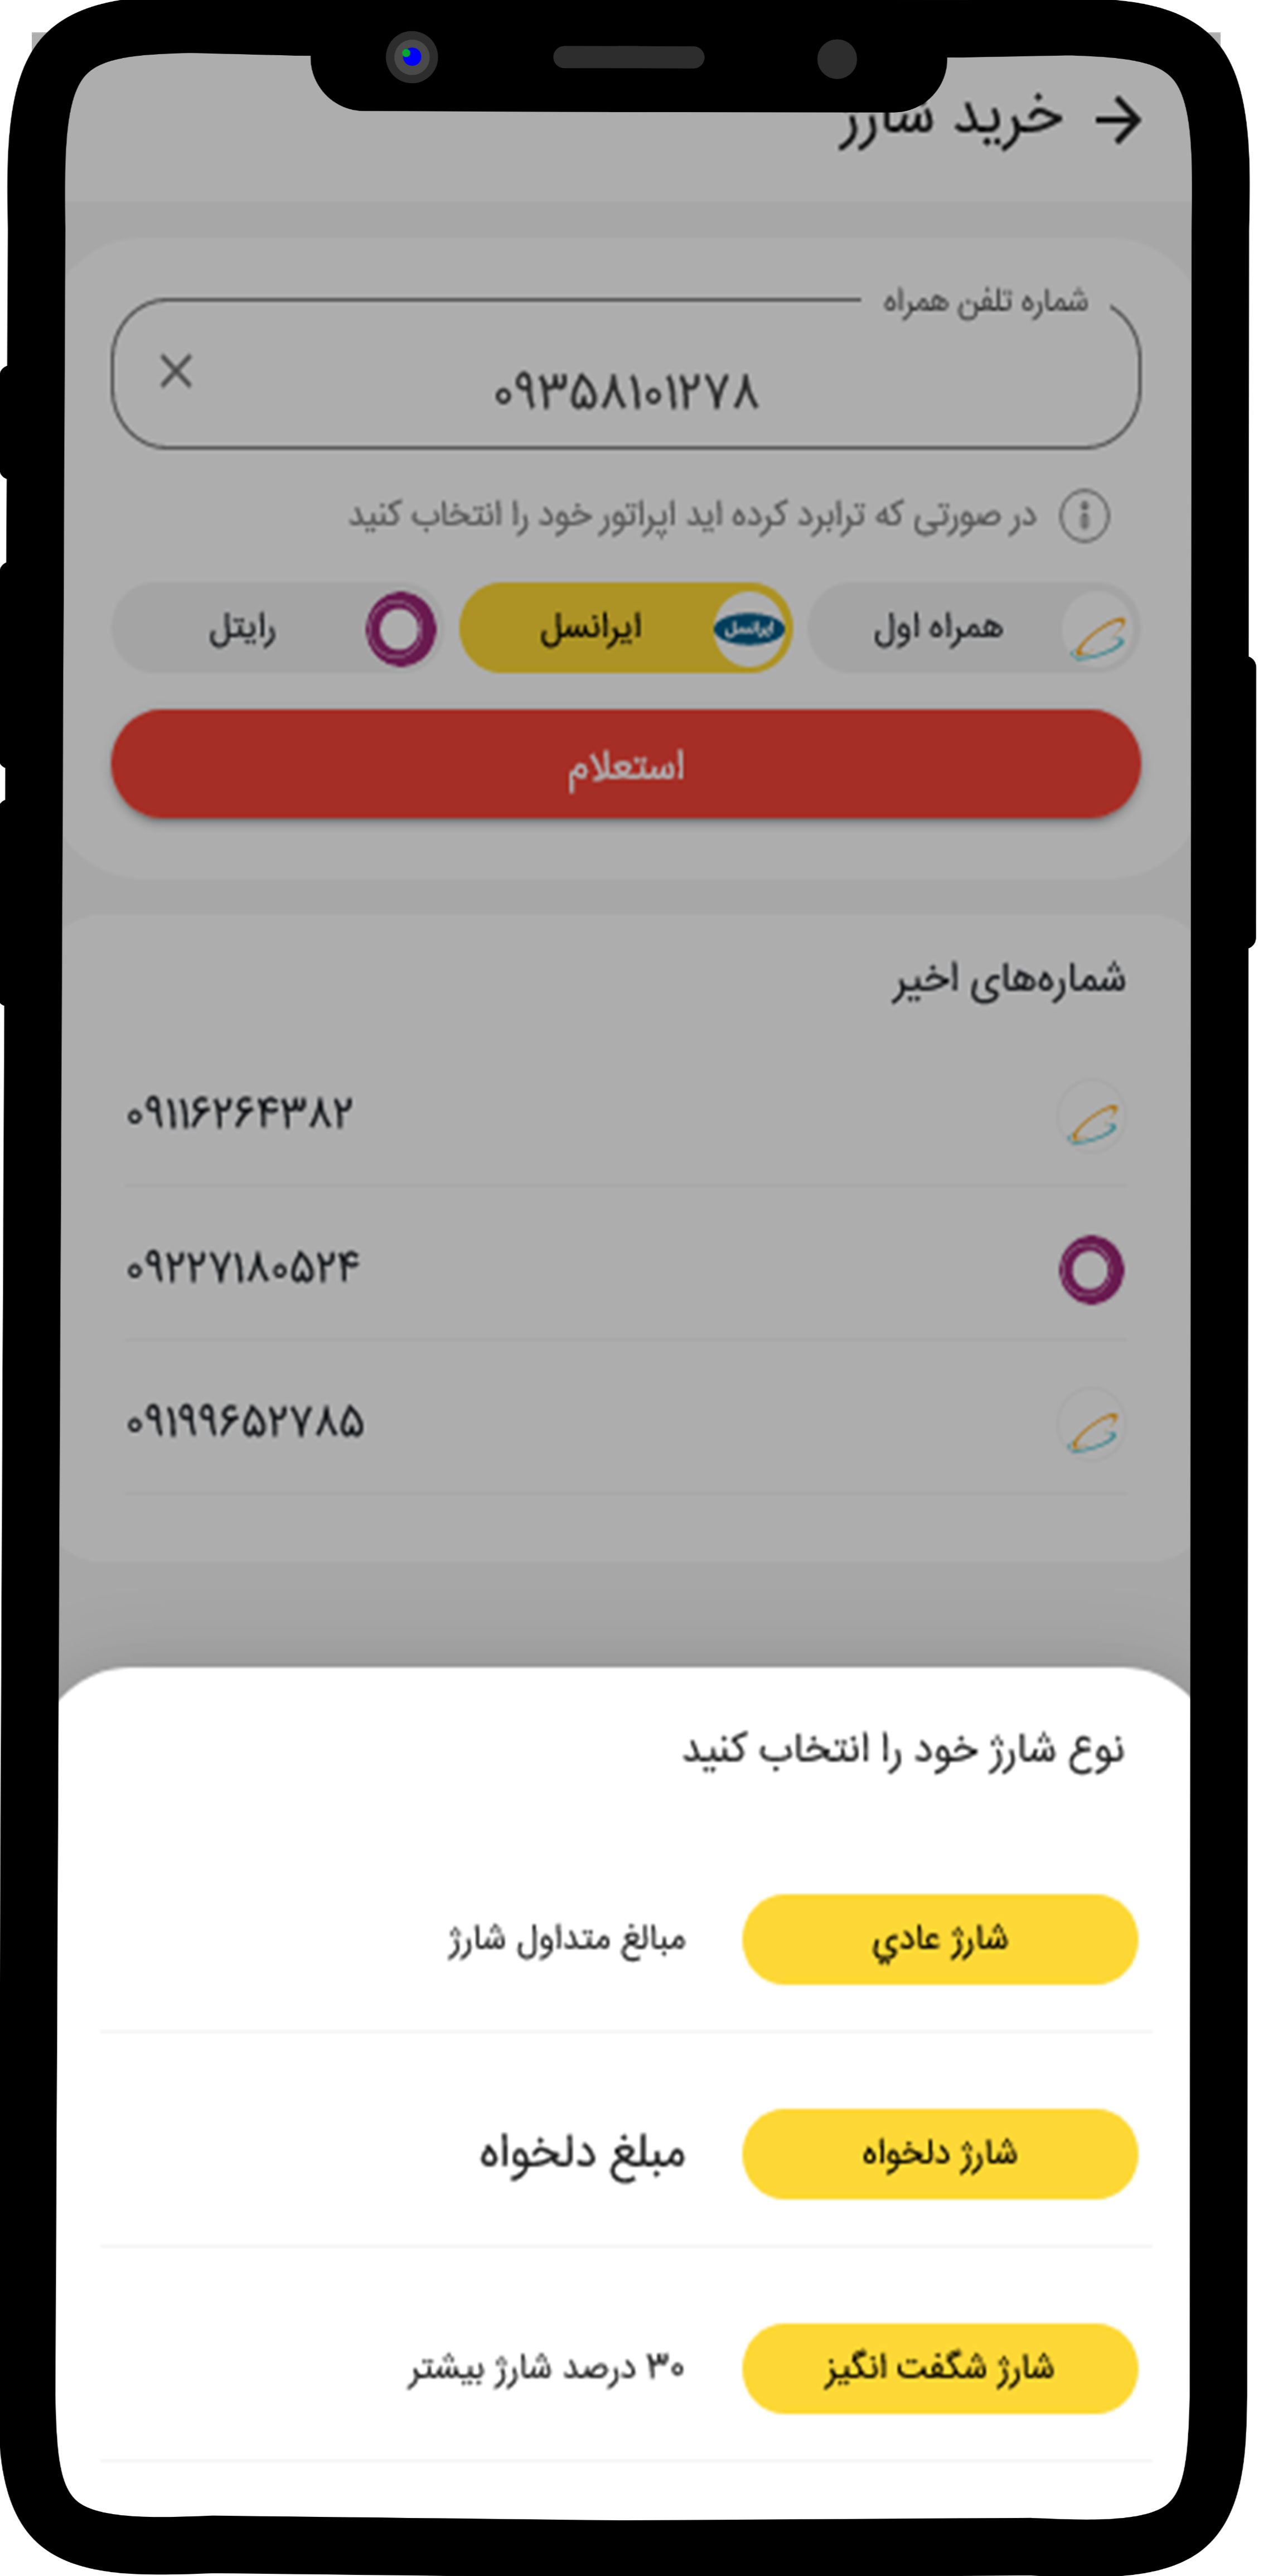 خرید شارژ
شماره تلفن همراه
۰۹۳۵۸۱۰۱۲۷۸
در صورتی که ترابرد کرده اید اپراتور خود را انتخاب کنید
همراه اول
ایرانسل
ایرانسل
رایتل
استعلام
شماره‌های اخیر
۰۹۱۱۶۲۶۴۳۸۲
۰۹۲۲۷۱۸۰۵۲۴
۰۹۱۹۹۶۵۲۷۸۵
نوع شارژ خود را انتخاب کنید
شارژ عادي
مبالغ متداول شارژ
شارژ دلخواه
مبلغ دلخواه
شارژ شگفت انگیز
۳۰ درصد شارژ بیشتر